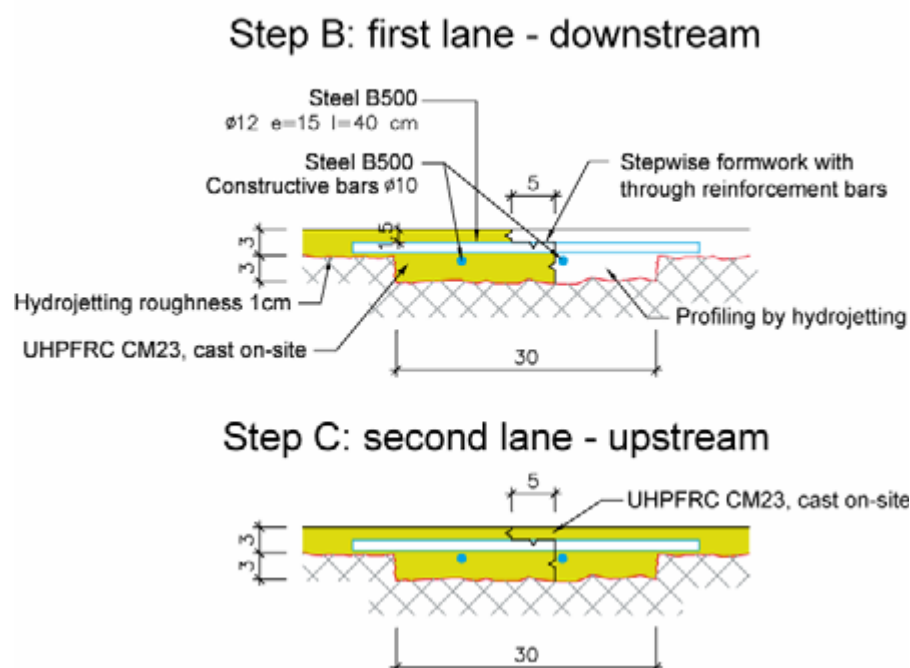 Step B: first lane - downstream
Steel B500
ø12 e=15 l=40 cm
Steel B500
Constructive bars ø10
5
Stepwise formwork with
through reinforcement bars
3
1.5
3
Hydrojetting roughness 1cm
Profiling by hydrojetting
UHPFRC CM23, cast on-site
30
Step C: second lane - upstream
5
UHPFRC CM23, cast on-site
3
3
30